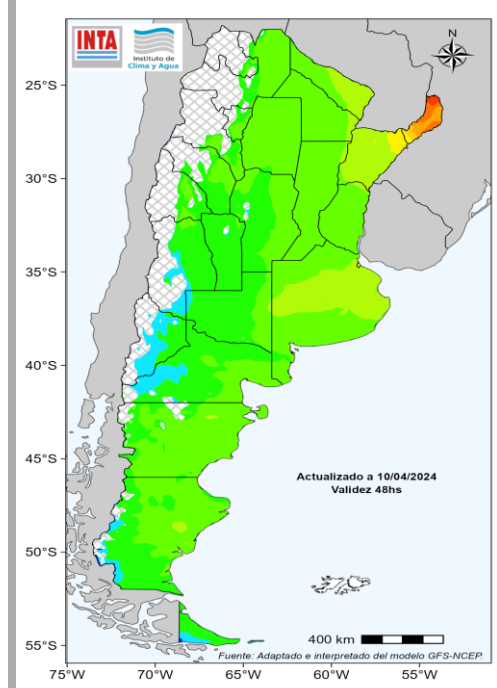 INTA
Instituto de
Clima y Agua
N
25°S
30°S
35°S
40°S
45°S
50°S
55°S
Actualizado a 10/04/2024
Validez 48hs
400 km
Fuente: Adaptado e interpretado del modelo GFS-NCEP.
75°W
70°W
65°W
60°W
55°W